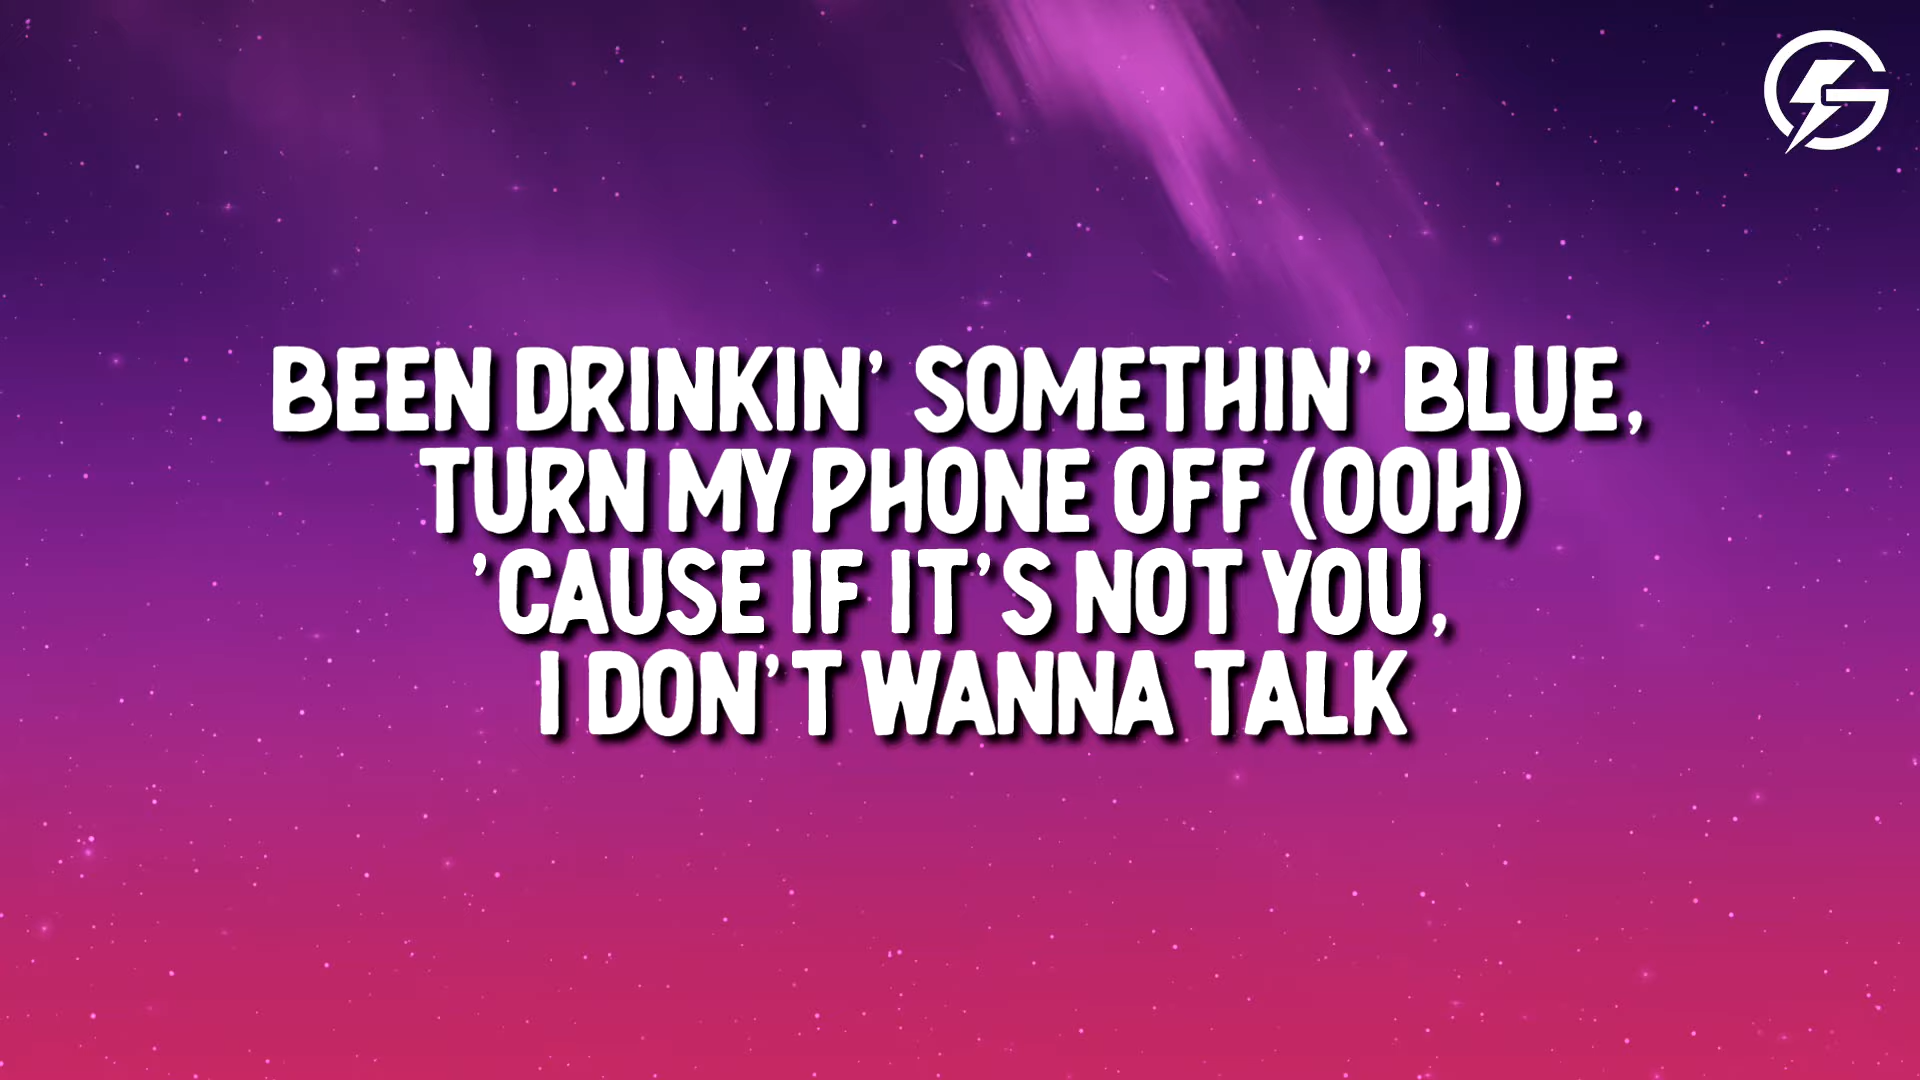 BEEN DRINKIN' SOMETHIN' BLUE,
TURN MY PHONE OFF (OOH)
'CAUSE IF IT'S NOT YOU,
I DON'T WANNA TALK